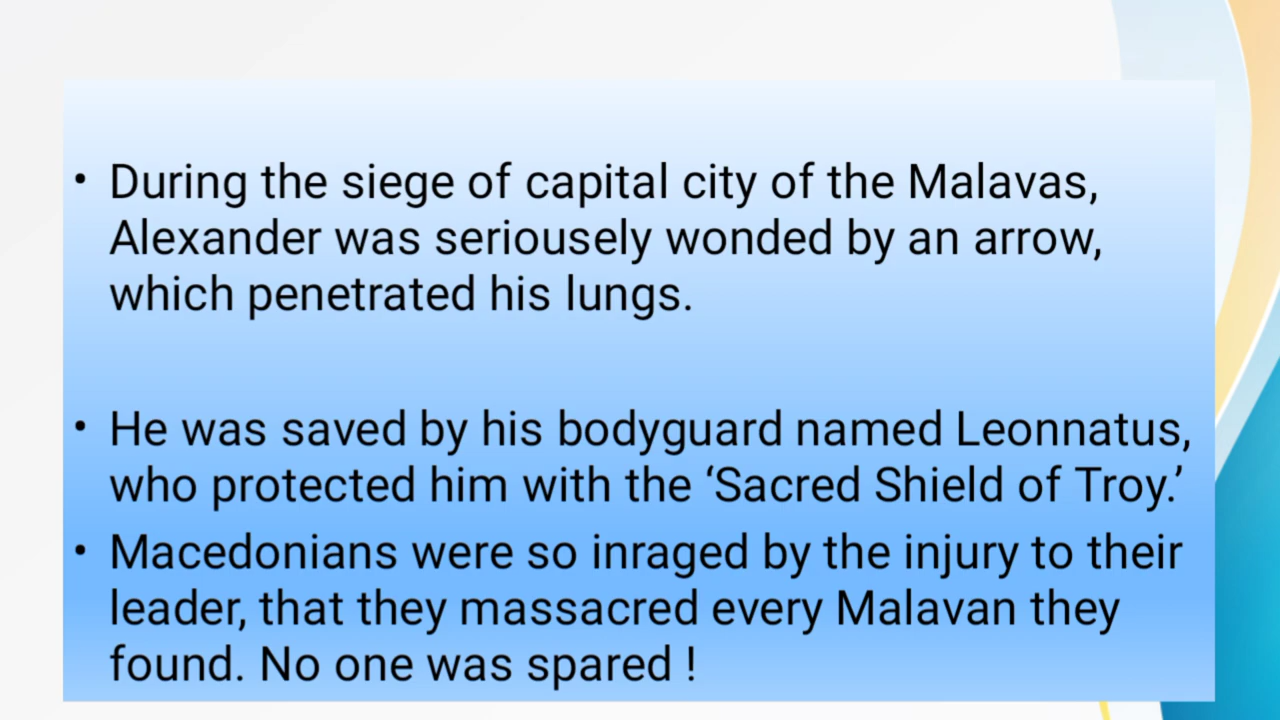 • During the siege of capital city of the Malavas,
Alexander was seriousely wonded by an arrow,
which penetrated his lungs.
• He was saved by his bodyguard named Leonnatus,
who protected him with the ‘Sacred Shield of Troy.’
• Macedonians were so inraged by the injury to their
leader, that they massacred every Malavan they
found. No one was spared !